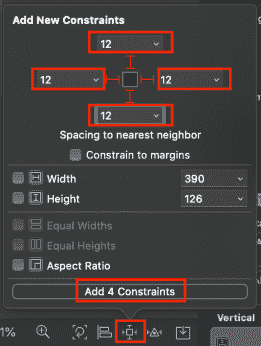 Add New Constraints
12
12 12
12
Spacing to nearest neighbor
Constrain to margins
Width 390
Height 126
Equal Widths
Equal Heights
Aspect Ratio
Add 4 Constraints
1%
Vertical